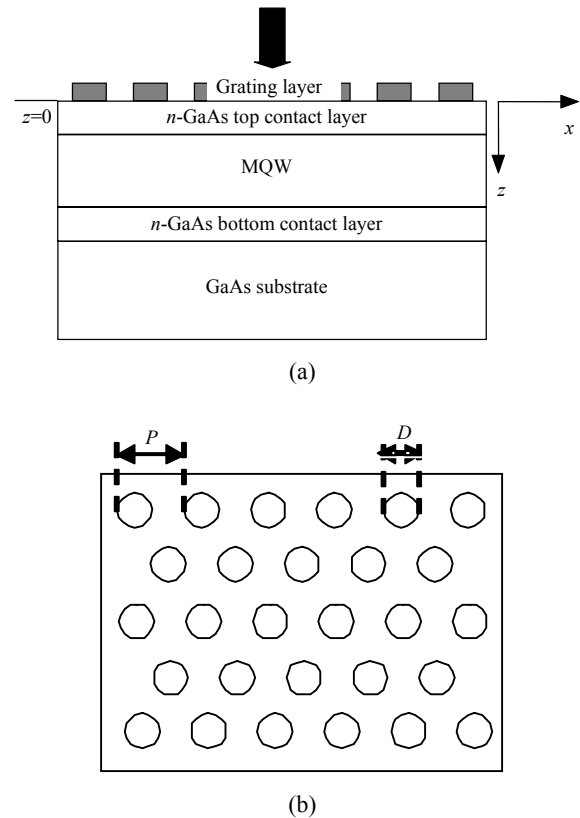 Grating layer
z=0
n-GaAs top contact layer
x
MQW
z
n-GaAs bottom contact layer
GaAs substrate
(a)
P
D
(b)